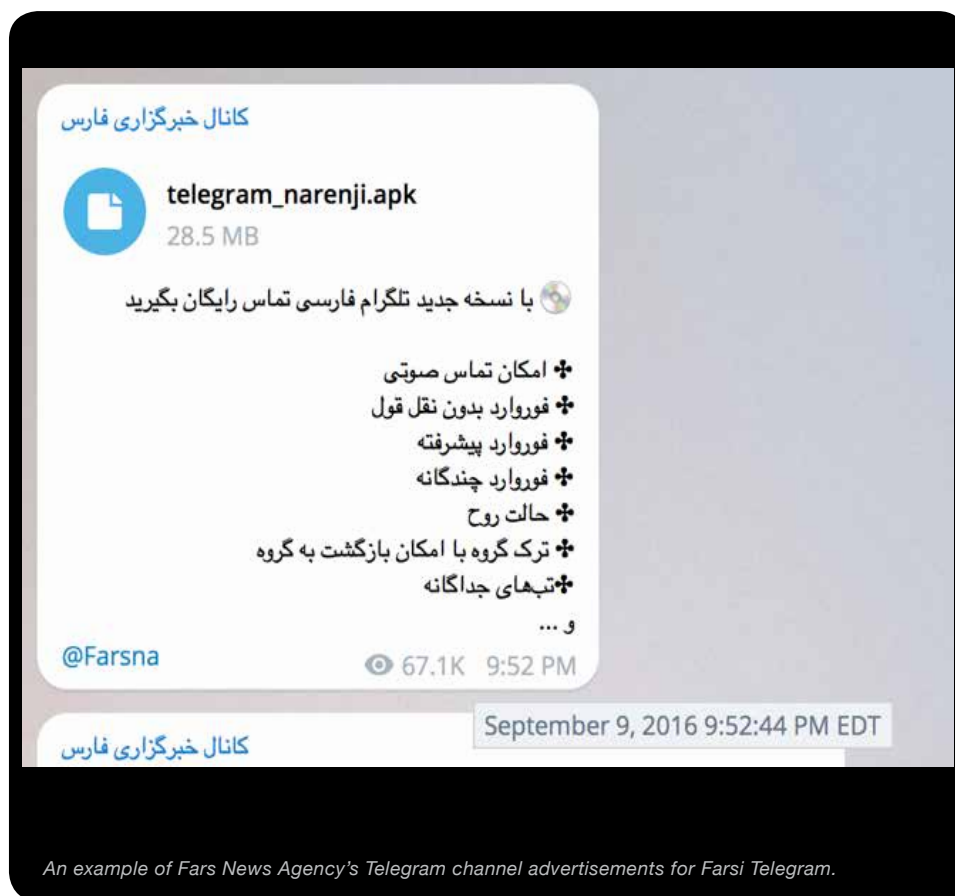 کانال خبرگزاری فارس
telegram_narenji.apk
28.5 MB
با نسخه جدید تلگرام فارسی تماس رایگان بگیرید
✤ امکان تماس صوتی
✤ فوروارد بدون نقل قول
✤ فوروارد پیشرفته
✤ فوروارد چندگانه
✤ حالت روح
✤ ترک گروه با امکان بازگشت به گروه
✤تب‌های جداگانه
و ...
@Farsna 67.1K 9:52 PM
September 9, 2016 9:52:44 PM EDT
کانال خبرگزاری فارس
An example of Fars News Agency’s Telegram channel advertisements for Farsi Telegram.